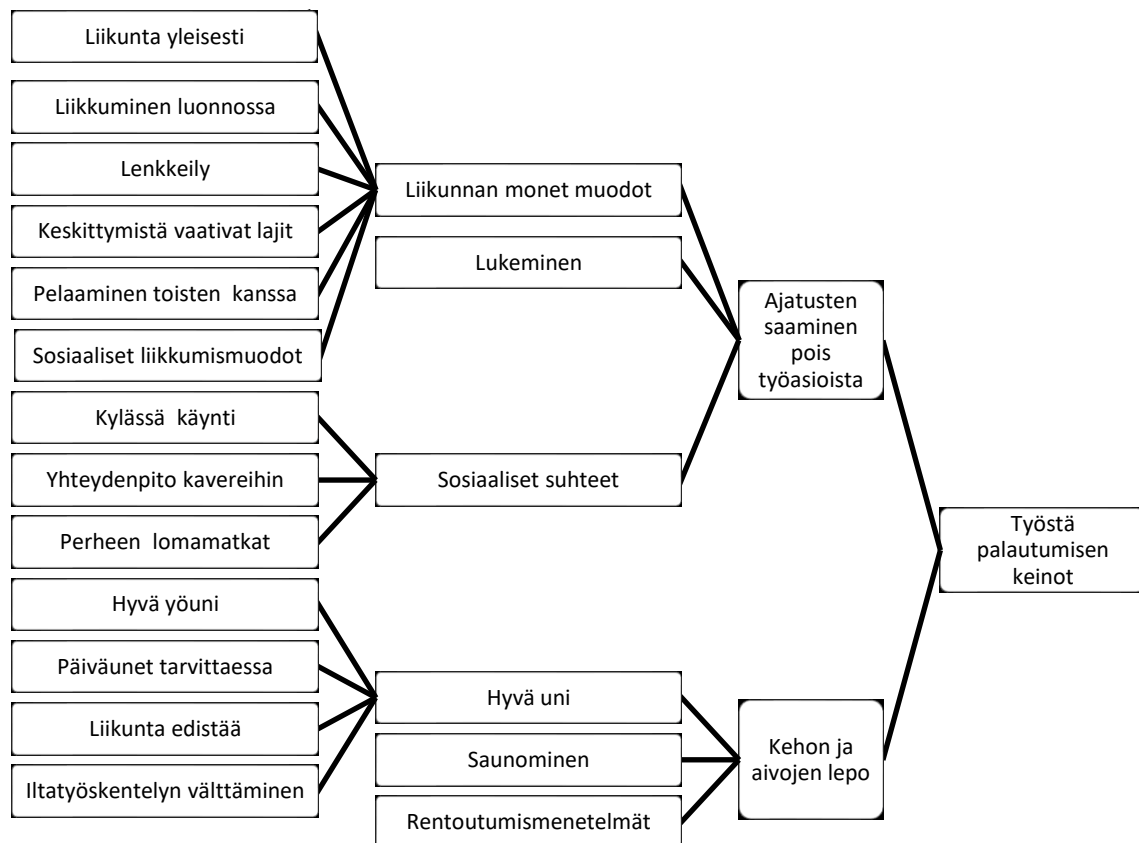 Liikunta yleisesti
Liikkuminen luonnossa
Lenkkeily
Keskittymistä vaativat lajit
Pelaaminen toisten kanssa
Sosiaaliset liikkumismuodot
Kylässä käynti
Yhteydenpito kavereihin
Perheen lomamatkat
Hyvä yöuni
Päiväunet tarvittaessa
Liikunta edistää
Iltatyöskentelyn välttäminen
Liikunnan monet muodot
Lukeminen
Sosiaaliset suhteet
Hyvä uni
Saunominen
Rentoutumismenetelmät
Ajatusten
saaminen
pois
työasioista
Kehon ja
aivojen lepo
Työstä
palautumisen
keinot